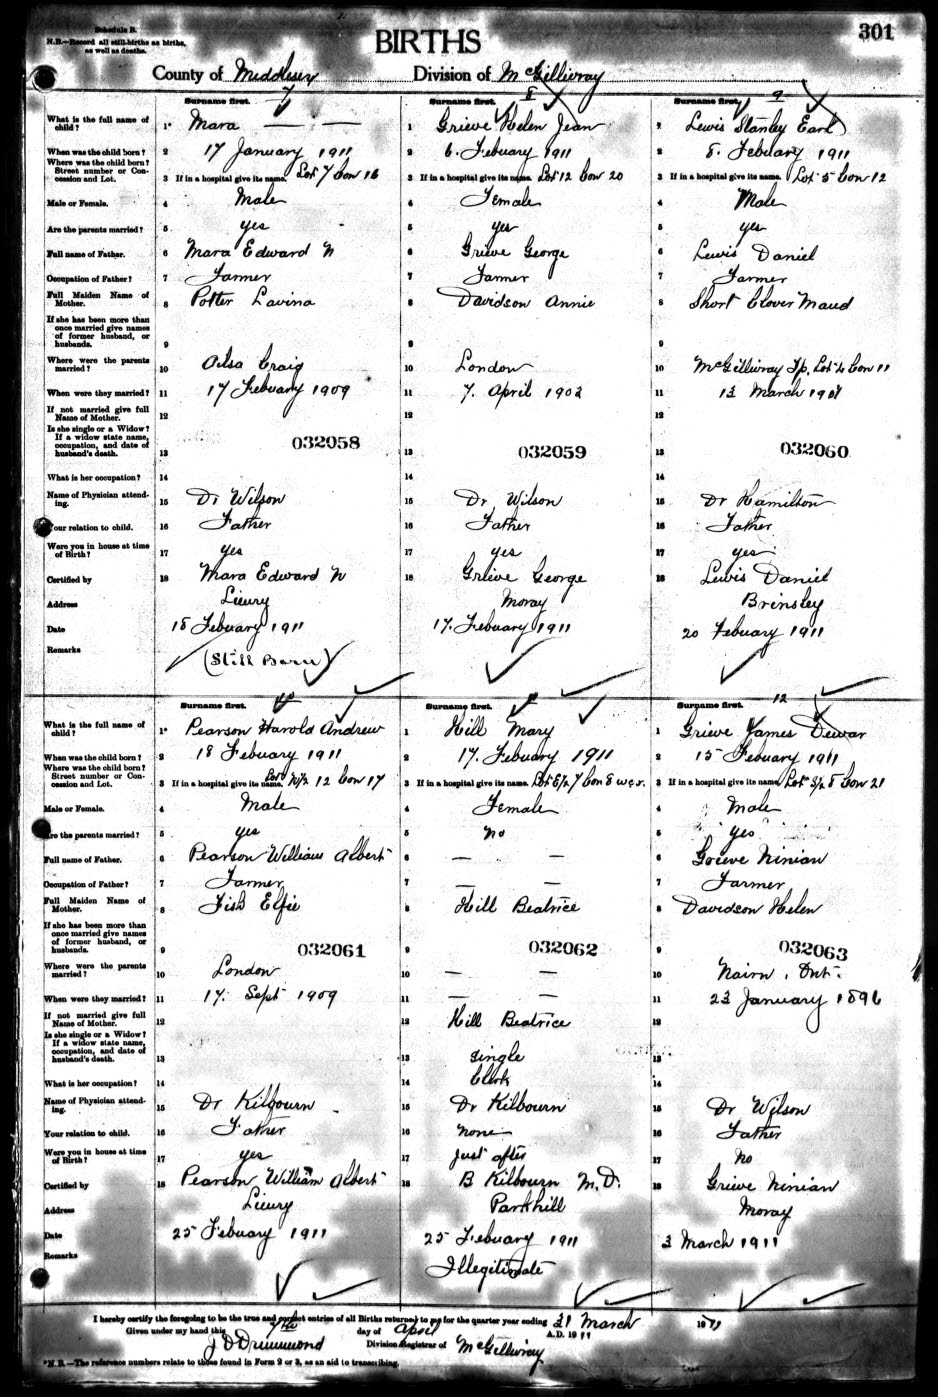 Schedule B.
N.B.—Record all still-births as births, as well as deaths.
BIRTHS
301
County of Middlesex Division of McGillivray
7
Surname first.
What is the full name of child? 1* Mara — —
When was the child born? 2 17 January 1911
Where was the child born? Street number or Concession and Lot. 3 If in a hospital give its name. Lot 7 Con 16
Male or Female. 4 Male
Are the parents married? 5 yes
Full name of Father. 6 Mara Edward N
Occupation of Father? 7 Farmer
Full Maiden Name of Mother. 8 Potter Lavina
If she has been more than once married give names of former husband, or husbands. 9
Where were the parents married? 10 Ailsa Craig
When were they married? 11 17 Febuary 1909
If not married give full Name of Mother. 12
Is she single or a Widow? If a widow state name, occupation, and date of husband's death. 13
032058
What is her occupation? 14
Name of Physician attending. 15 Dr Wilson
Your relation to child. 16 Father
Were you in house at time of Birth? 17 yes
Certified by 18 Mara Edward N
Address Lieury
Date 18 Febuary 1911
Remarks (Still Born)
8
Surname first.
1 Grieve Helen Jean
2 6. Febuary 1911
3 If in a hospital give its name. Lot 12 Con 20
4 Female
5 yes
6 Grieve George
7 Farmer
8 Davidson Annie
9
10 London
11 7. April 1903
12
13 032059
14
15 Dr Wilson
16 Father
17 yes
18 Grieve George
Moray
17. Febuary 1911
9
Surname first.
1 Lewis Stanley Earl
2 8. Febuary 1911
3 If in a hospital give its name. Lot 5 Con 12
4 Male
5 yes
6 Lewis Daniel
7 Farmer
8 Short Clover Maud
9
10 McGillivray Tp. Lot 4 Con 11
11 13 March 1901
12
13 032060
14
15 Dr Hamilton
16 Father
17 yes
18 Lewis Daniel
Brinsley
20 Febuary 1911
10
Surname first.
What is the full name of child? 1* Pearson Harold Andrew
When was the child born? 2 18 Febuary 1911
Where was the child born? Street number or Concession and Lot. 3 If in a hospital give its name. Lot N½ 12 Con 17
Male or Female. 4 Male
Are the parents married? 5 yes
Full name of Father. 6 Pearson William Albert
Occupation of Father? 7 Farmer
Full Maiden Name of Mother. 8 Fish Elfie
If she has been more than once married give names of former husband, or husbands. 9
032061
Where were the parents married? 10 London
When were they married? 11 17. Sept 1909
If not married give full Name of Mother. 12
Is she single or a Widow? If a widow state name, occupation, and date of husband's death. 13
What is her occupation? 14
Name of Physician attending. 15 Dr Kilbourn
Your relation to child. 16 Father
Were you in house at time of Birth? 17 yes
Certified by 18 Pearson William Albert
Address Lieury
Date 25 Febuary 1911
Remarks
11
Surname first.
1 Hill Mary
2 17. Febuary 1911
3 If in a hospital give its name. Lot E½ 7 Con 8 w c r.
4 Female
5 no
6 — —
7 — —
8 Hill Beatrice
9 032062
10 — —
11 — —
12 Hill Beatrice
13 single
14 Clerk
15 Dr Kilbourn
16 none
17 just after
18 B Kilbourn M.D.
Parkhill
25 Febuary 1911
Illegitimate
12
Surname first.
1 Grieve James Dewar
2 15 Febuary 1911
3 If in a hospital give its name. Lot S½ 8 Con 21
4 Male
5 yes
6 Grieve Ninian
7 Farmer
8 Davidson Helen
9 032063
10 Nairn, Ont.
11 23 January 1896
12
13
14
15 Dr Wilson
16 Father
17 no
18 Grieve Ninian
Moray
3 March 1911
I hereby certify the foregoing to be the true and correct entries of all Births returned to me for the quarter year ending 31 March 1911
Given under my hand this 7th day of April A.D. 1911
J D Drummond Division Registrar of McGillivray
*N.B.—The reference numbers relate to those found in Form 2 or 3, as an aid to transcribing.